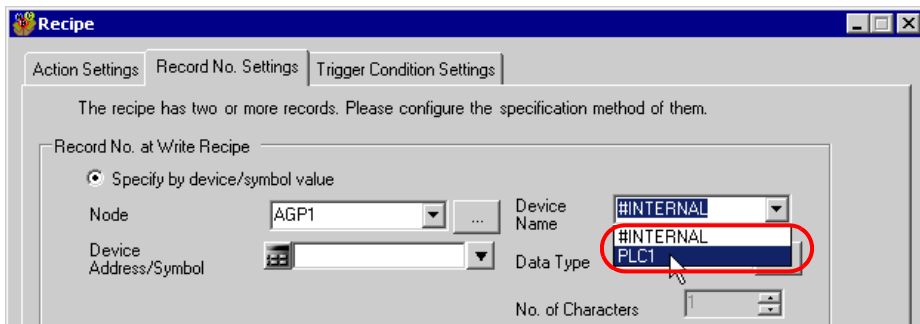 Recipe
Action Settings Record No. Settings Trigger Condition Settings
The recipe has two or more records. Please configure the specification method of them.
Record No. at Write Recipe
Specify by device/symbol value
Node AGP1 ... Device Name #INTERNAL
#INTERNAL
Device Address/Symbol Data Type PLC1
No. of Characters 1